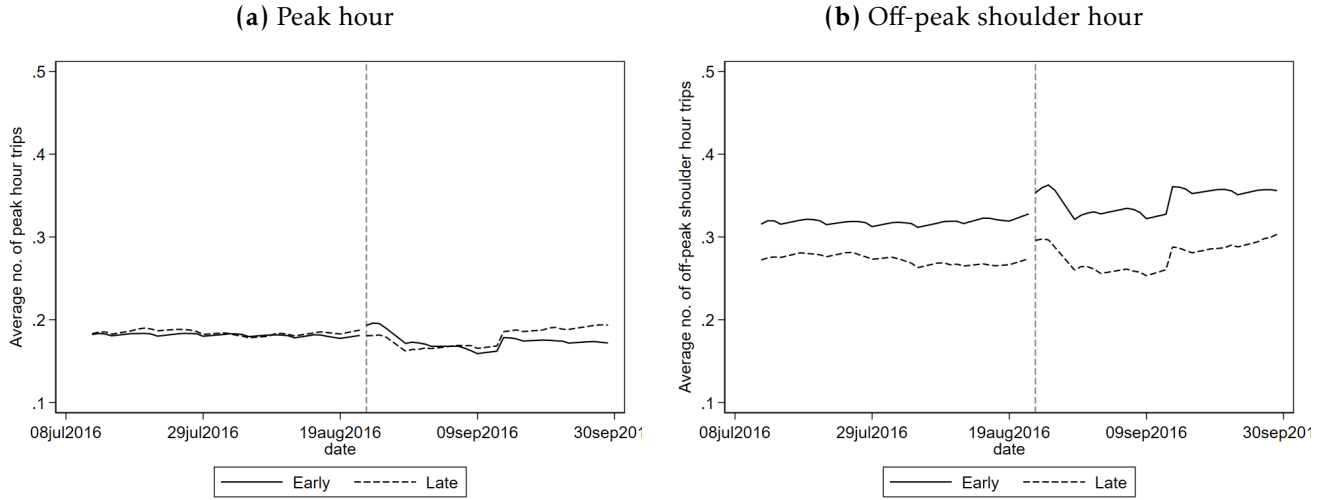 (a) Peak hour
Average no. of peak hour trips
.5
.4
.3
.2
.1
08jul2016 29jul2016 19aug2016 09sep2016 30sep201
date
Early Late
(b) Off-peak shoulder hour
Average no. of off-peak shoulder hour trips
.5
.4
.3
.2
.1
08jul2016 29jul2016 19aug2016 09sep2016 30sep201
date
Early Late